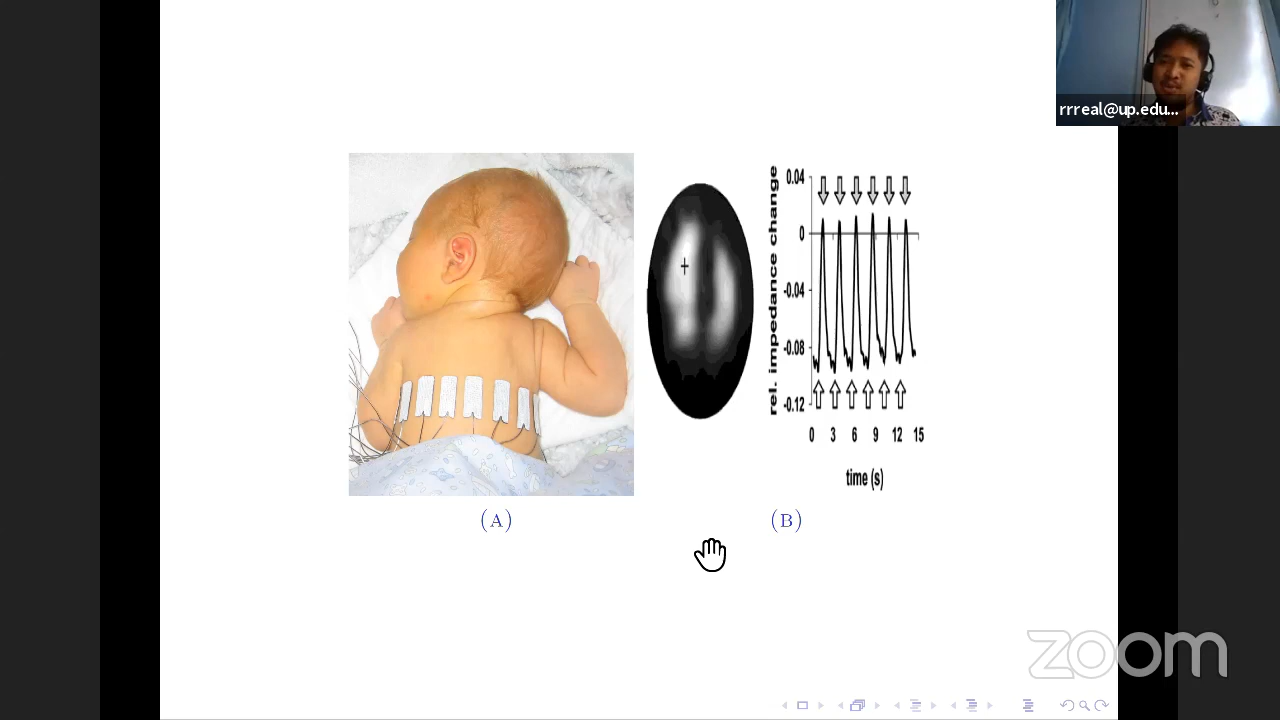 rrreal@up.edu...
rel. impedance change
0.04
0
-0.04
-0.08
-0.12
0 3 6 9 12 15
time (s)
(A)
(B)
zoom